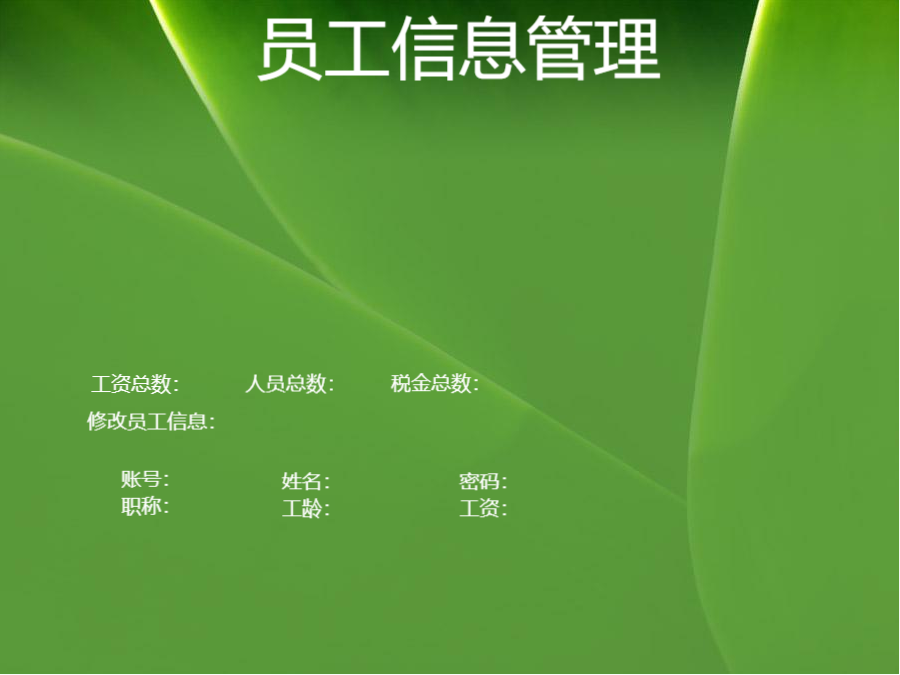 员工信息管理
工资总数： 人员总数： 税金总数：
修改员工信息：
账号： 姓名： 密码：
职称： 工龄： 工资：